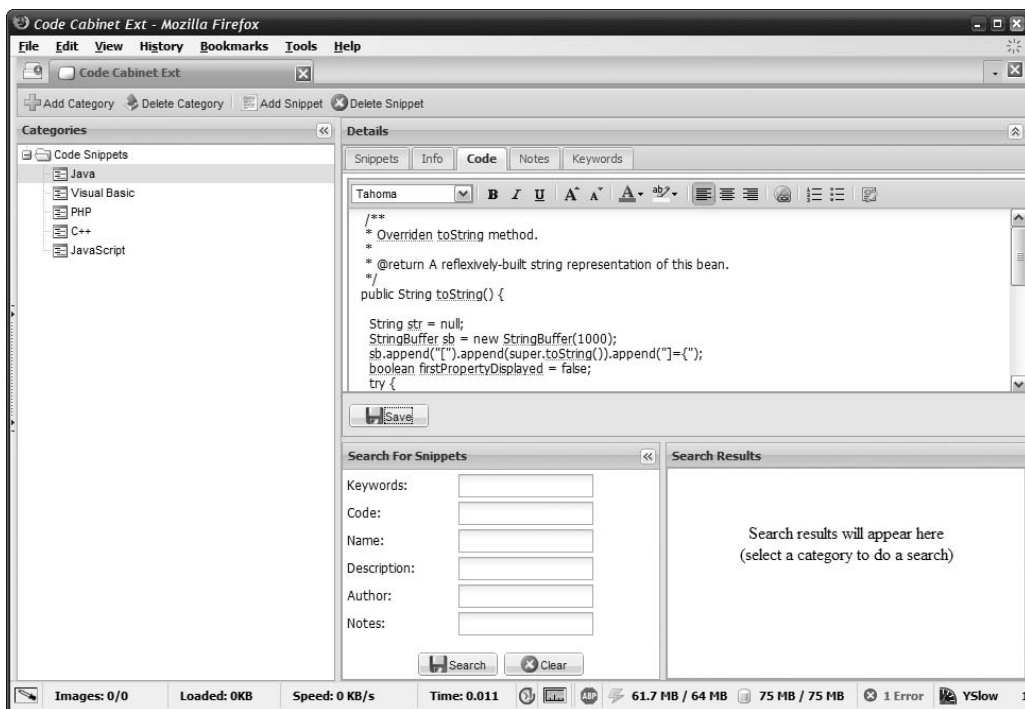 Code Cabinet Ext - Mozilla Firefox
File Edit View History Bookmarks Tools Help
Code Cabinet Ext
Add Category Delete Category Add Snippet Delete Snippet
Categories
Code Snippets
Java
Visual Basic
PHP
C++
JavaScript
Details
Snippets Info Code Notes Keywords
Tahoma B I U A A A ab
/**
* Overriden toString method.
*
* @return A reflexively-built string representation of this bean.
*/
public String toString() {
String str = null;
StringBuffer sb = new StringBuffer(1000);
sb.append("[").append(super.toString()).append("]={");
boolean firstPropertyDisplayed = false;
try {
Save
Search For Snippets
Keywords:
Code:
Name:
Description:
Author:
Notes:
Search Clear
Search Results
Search results will appear here
(select a category to do a search)
Images: 0/0 Loaded: 0KB Speed: 0 KB/s Time: 0.011 ABP 61.7 MB / 64 MB 75 MB / 75 MB 1 Error YSlow 1